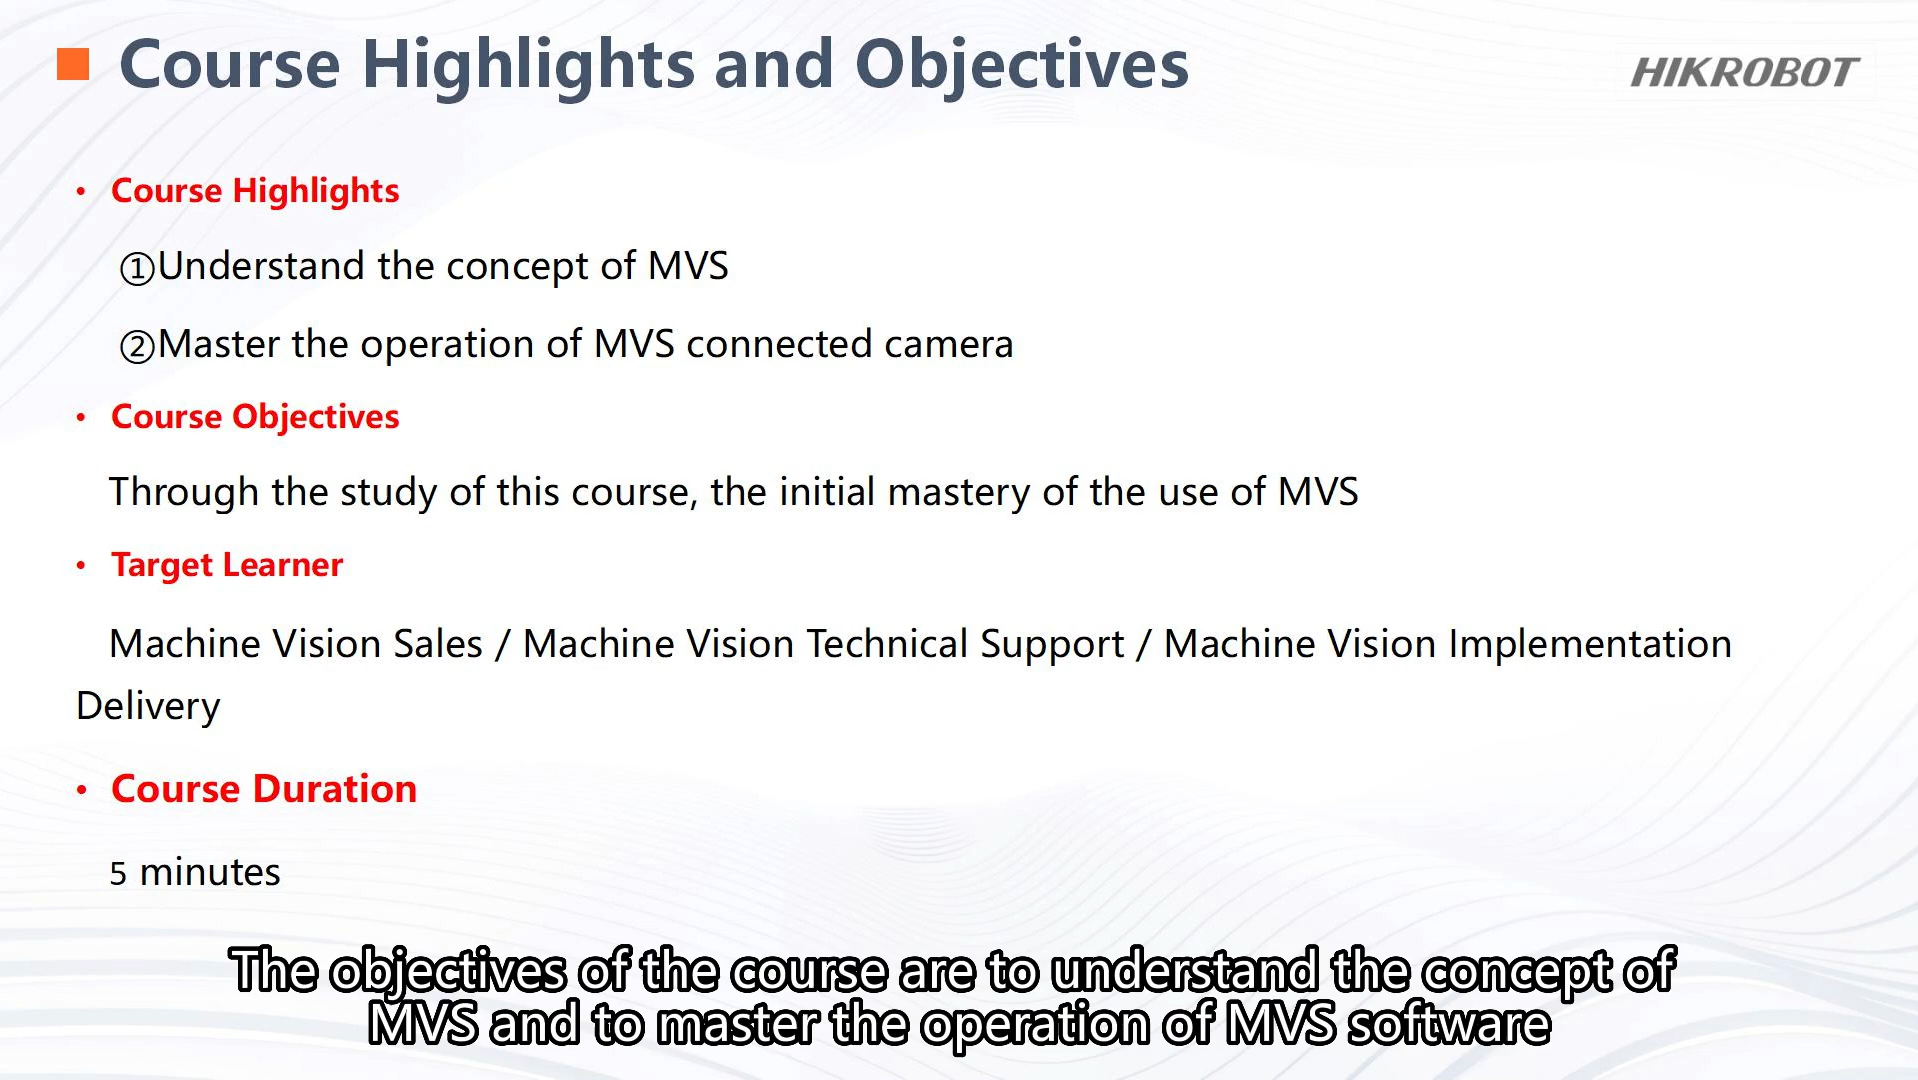 Course Highlights and Objectives
HIKROBOT
• Course Highlights
①Understand the concept of MVS
②Master the operation of MVS connected camera
• Course Objectives
Through the study of this course, the initial mastery of the use of MVS
• Target Learner
Machine Vision Sales / Machine Vision Technical Support / Machine Vision Implementation
Delivery
• Course Duration
5 minutes
The objectives of the course are to understand the concept of
MVS and to master the operation of MVS software